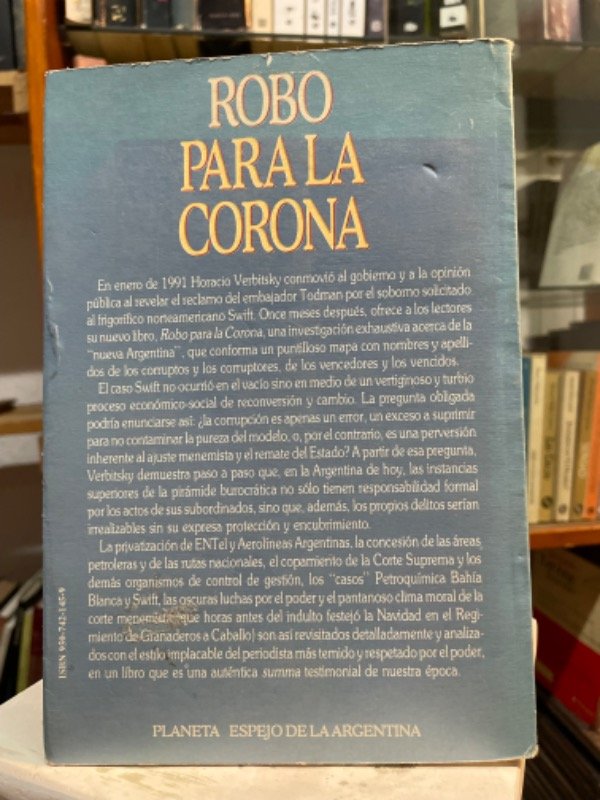 ROBO
PARA LA
CORONA
En enero de 1991 Horacio Verbitsky conmovió al gobierno y a la opinión
pública al revelar el reclamo del embajador Todman por el soborno solicitado
al frigorífico norteamericano Swift. Once meses después, ofrece a los lectores
su nuevo libro, Robo para la Corona, una investigación exhaustiva acerca de la
"nueva Argentina", que conforma un puntilloso mapa con nombres y apelli-
dos de los corruptos y los corruptores, de los vencedores y los vencidos.
El caso Swift no ocurrió en el vacío sino en medio de un vertiginoso y turbio
proceso económico-social de reconversión y cambio. La pregunta obligada
podría enunciarse así: ¿la corrupción es apenas un error, un exceso a suprimir
para no contaminar la pureza del modelo, o, por el contrario, es una perversión
inherente al ajuste menemista y el remate del Estado? A partir de esa pregunta,
Verbitsky demuestra paso a paso que, en la Argentina de hoy, las instancias
superiores de la pirámide burocrática no sólo tienen responsabilidad formal
por los actos de sus subordinados, sino que, además, los propios delitos serían
irrealizables sin su expresa protección y encubrimiento.
La privatización de ENTel y Aerolíneas Argentinas, la concesión de las áreas
petroleras y de las rutas nacionales, el copamiento de la Corte Suprema y los
demás organismos de control de gestión, los "casos" Petroquímica Bahía
Blanca y Swift, las oscuras luchas por el poder y el pantanoso clima moral de la
corte menemista que horas antes del indulto festejó la Navidad en el Regi-
miento de Granaderos a Caballo, son así revisitados detalladamente y analiza-
dos con el estilo implacable del periodista más temido y respetado por el poder,
en un libro que es una auténtica summa testimonial de nuestra época.
ISBN 950-742-145-9
PLANETA ESPEJO DE LA ARGENTINA